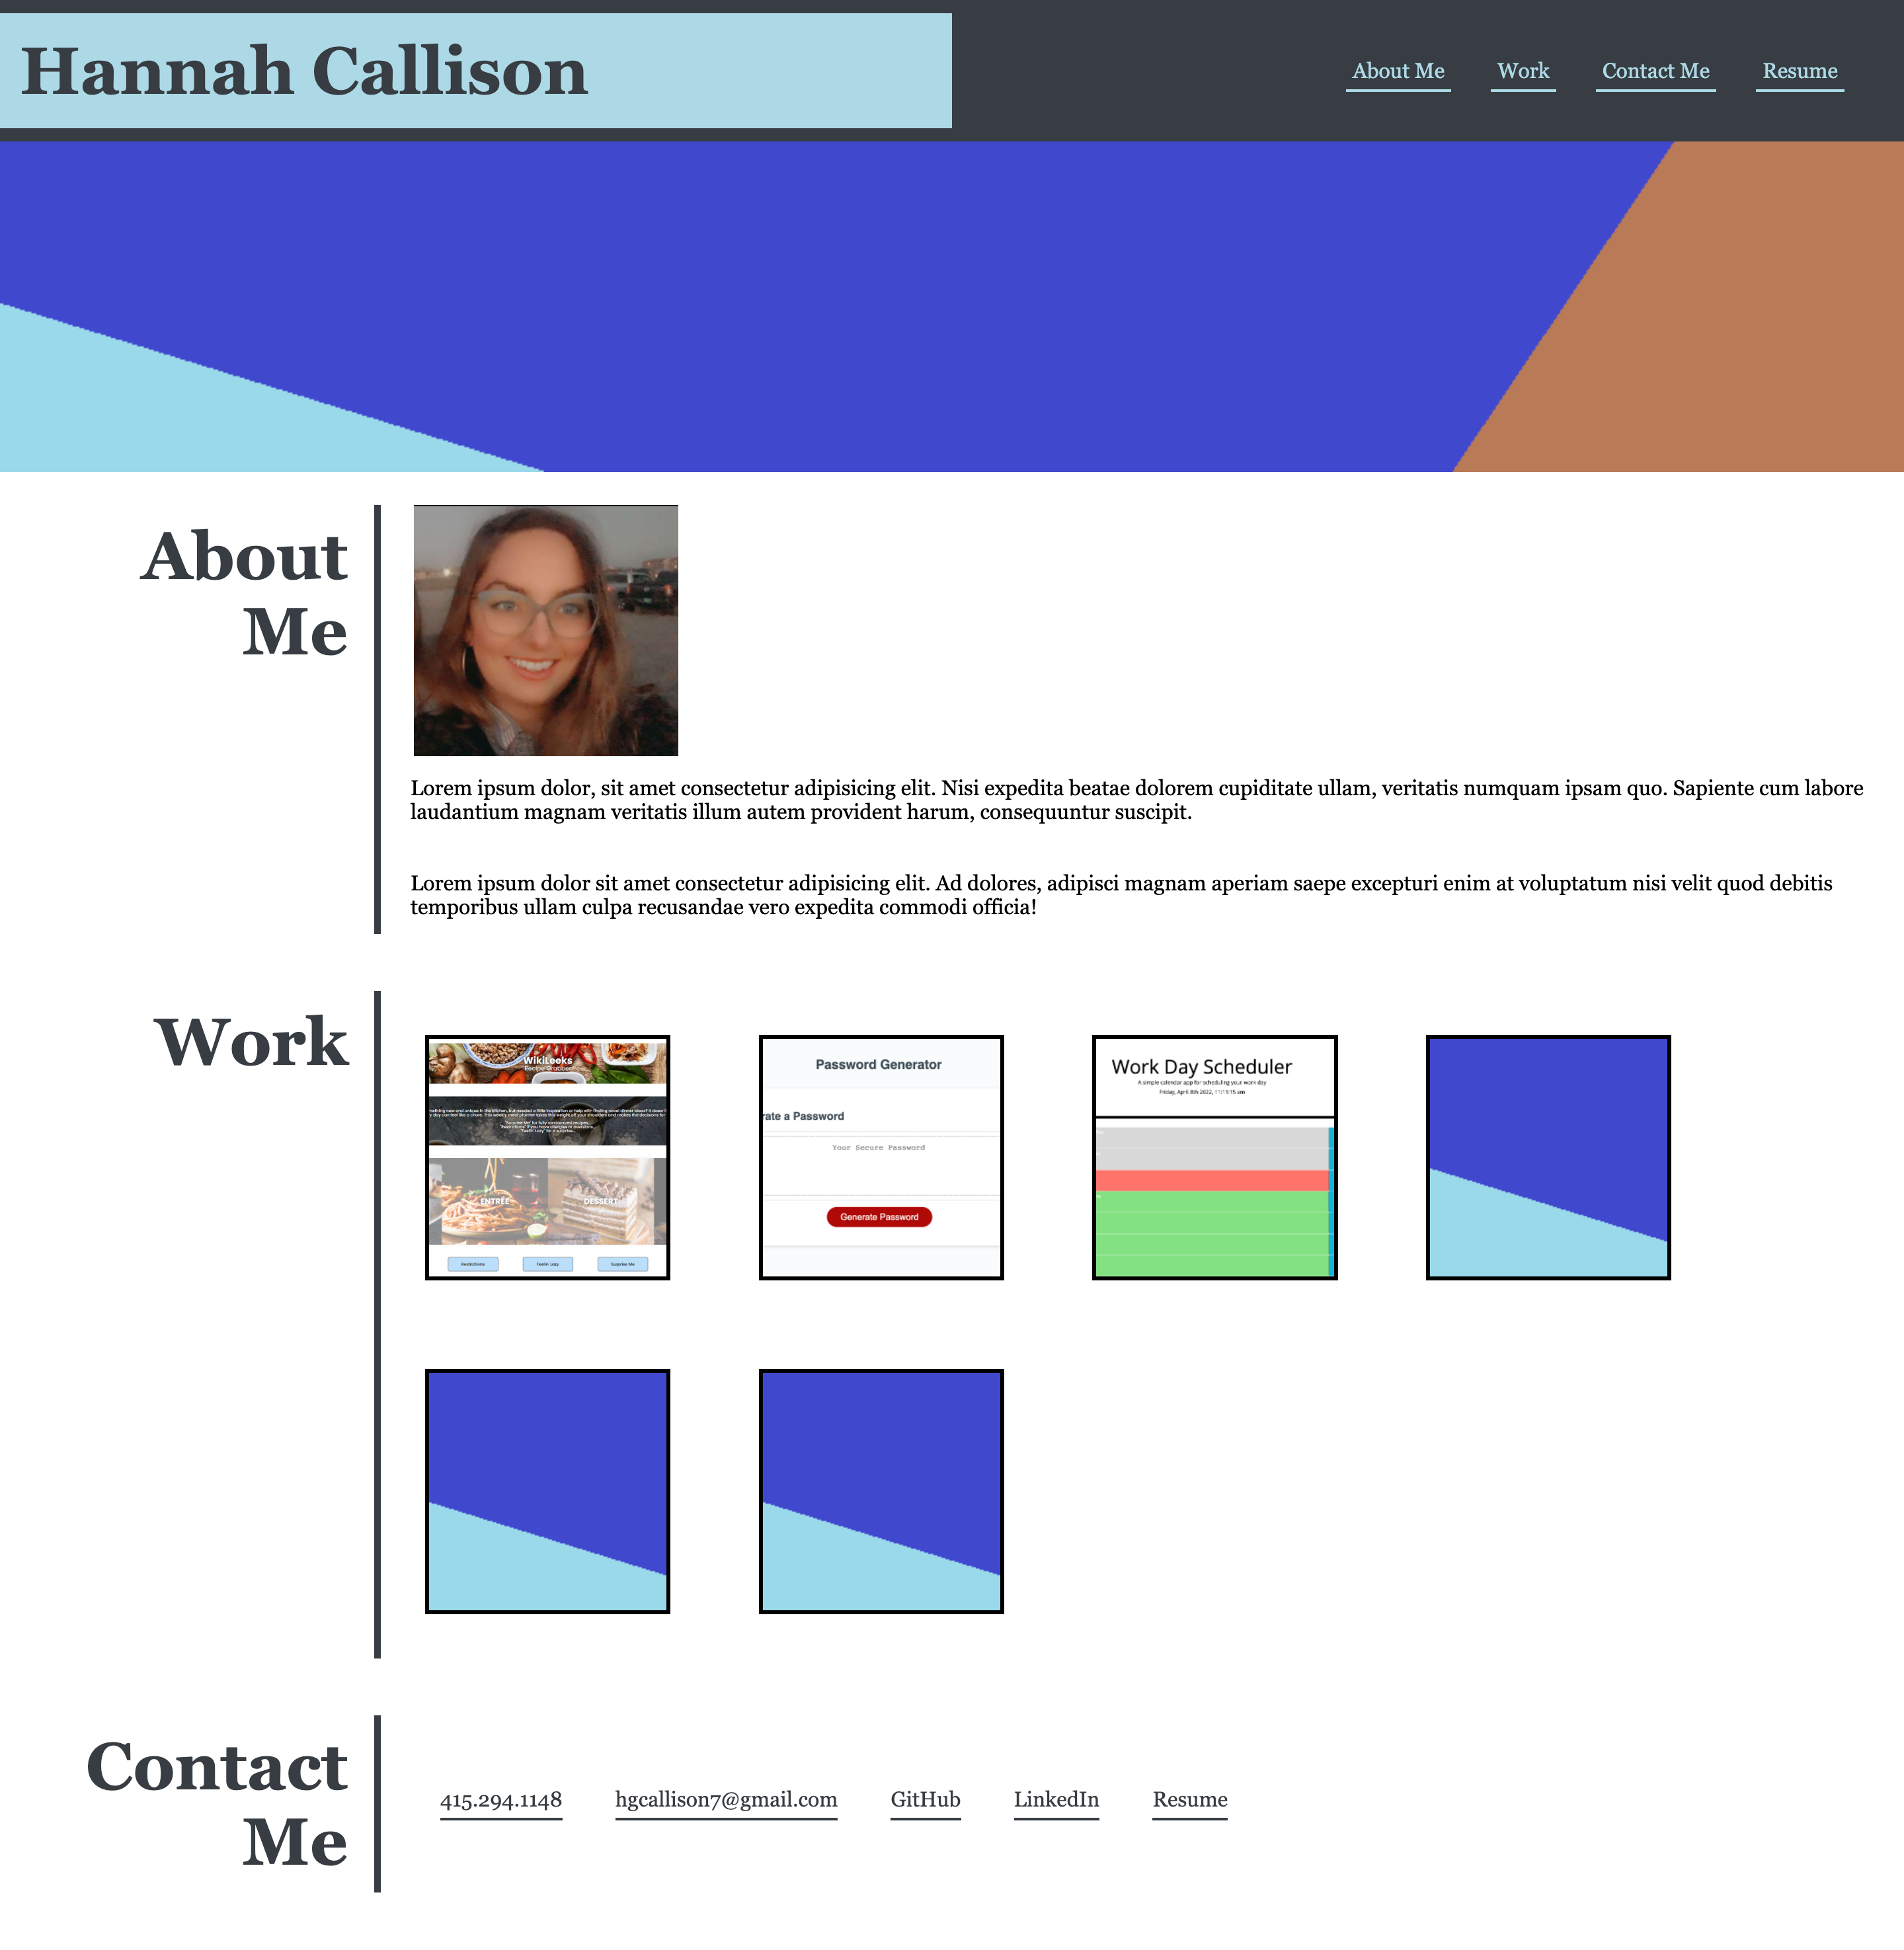 Hannah Callison
About Me
Work
Contact Me
Resume
About
Me
Lorem ipsum dolor, sit amet consectetur adipisicing elit. Nisi expedita beatae dolorem cupiditate ullam, veritatis numquam ipsam quo. Sapiente cum labore
laudantium magnam veritatis illum autem provident harum, consequuntur suscipit.
Lorem ipsum dolor sit amet consectetur adipisicing elit. Ad dolores, adipisci magnam aperiam saepe excepturi enim at voluptatum nisi velit quod debitis
temporibus ullam culpa recusandae vero expedita commodi officia!
Work
WikiLeeks
Recipe Grabber
ENTRÉE
DESSERT
Restrictions
Feelin' Lazy
Surprise Me
Password Generator
rate a Password
Your Secure Password
Generate Password
Work Day Scheduler
A simple calendar app for scheduling your work day
Friday, April 8th 2022, 11:11:15 am
Contact
Me
415.294.1148
hgcallison7@gmail.com
GitHub
LinkedIn
Resume